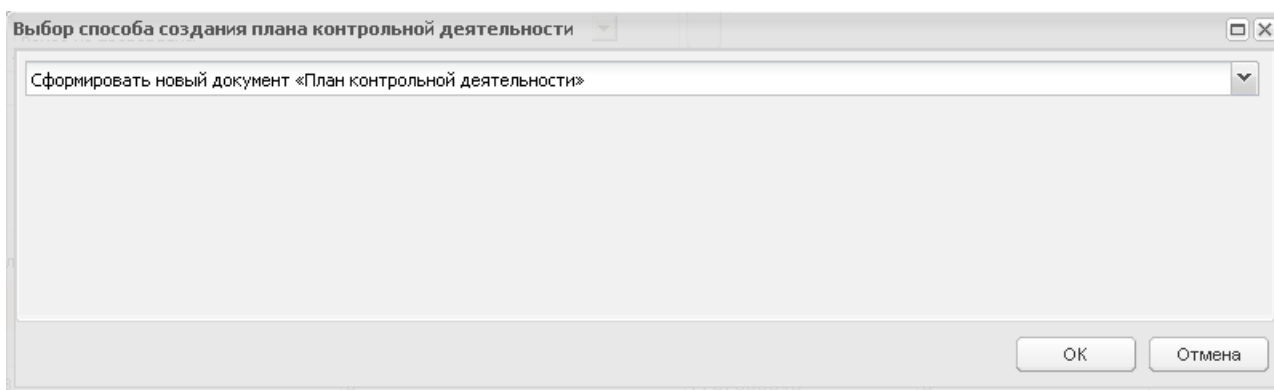 Выбор способа создания плана контрольной деятельности
Сформировать новый документ «План контрольной деятельности»
ОК
Отмена